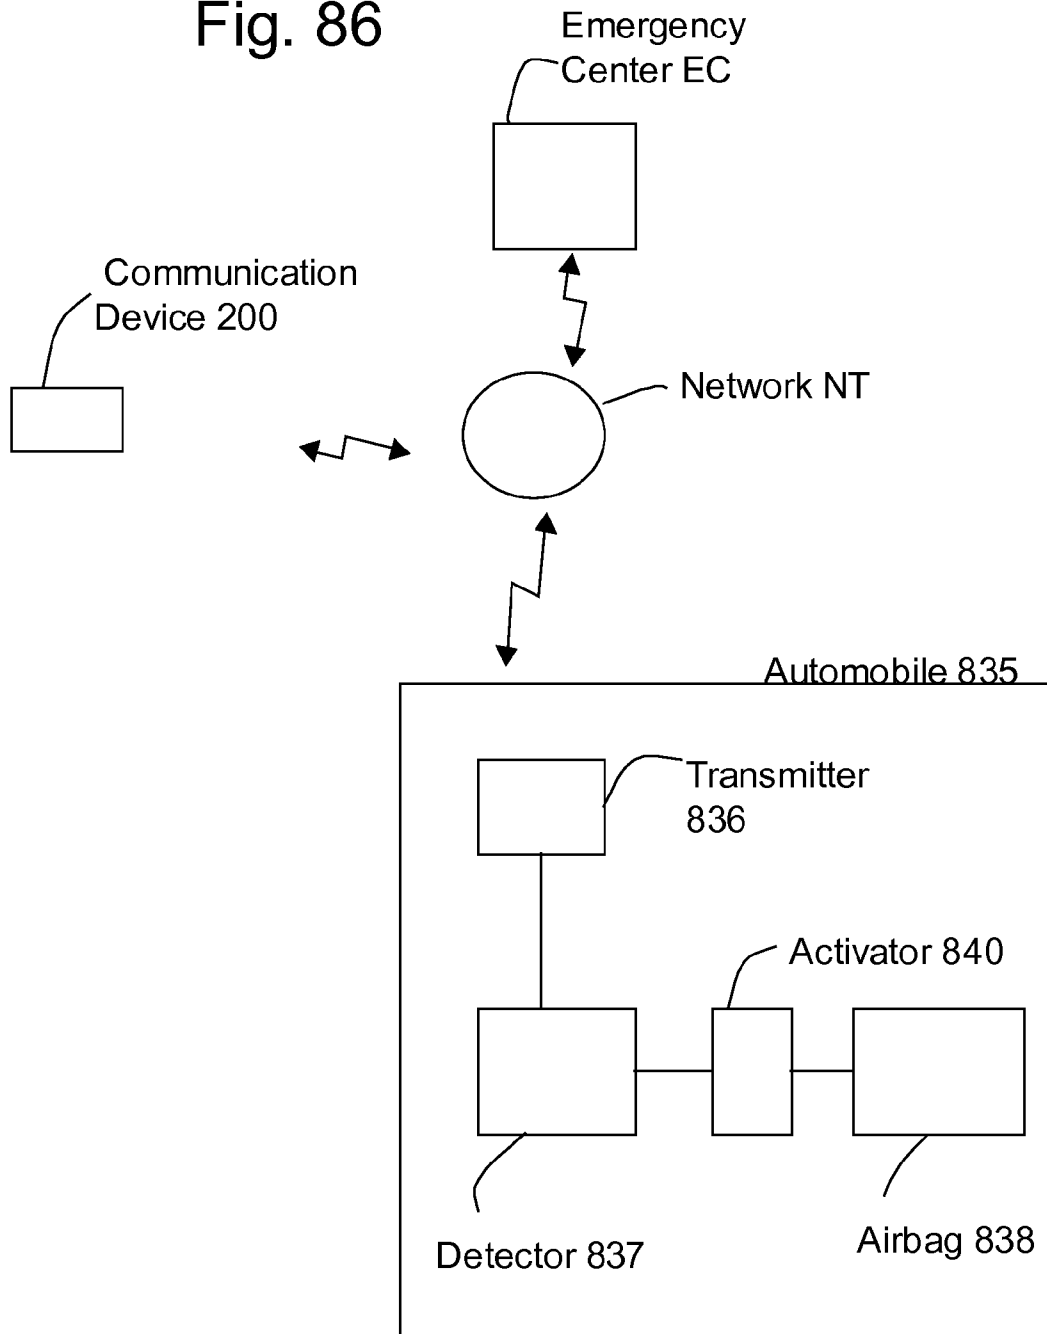 Fig. 86
Emergency
Center EC
Communication
Device 200
Network NT
Automobile 835
Transmitter
836
Activator 840
Detector 837
Airbag 838